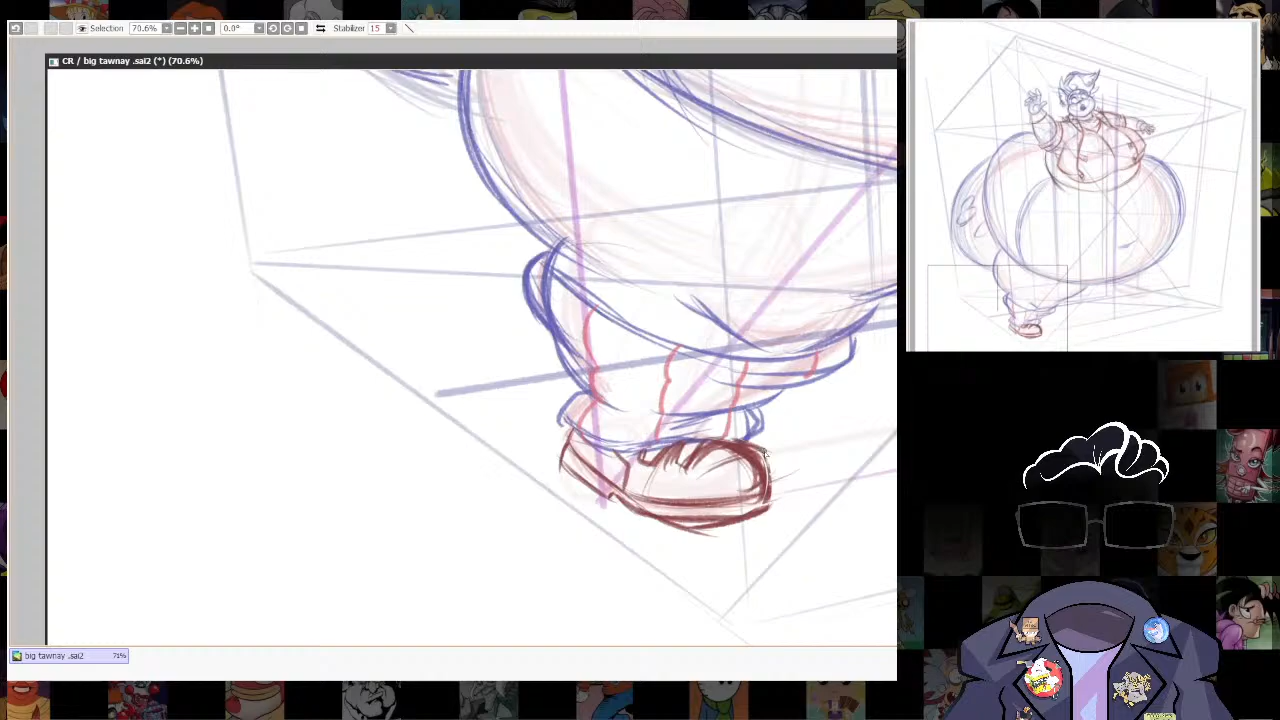 Selection 70.6% 0.0° Stabilizer 15
CR / big tawnay .sai2 (*) (70.6%)
big tawnay .sai2 71%